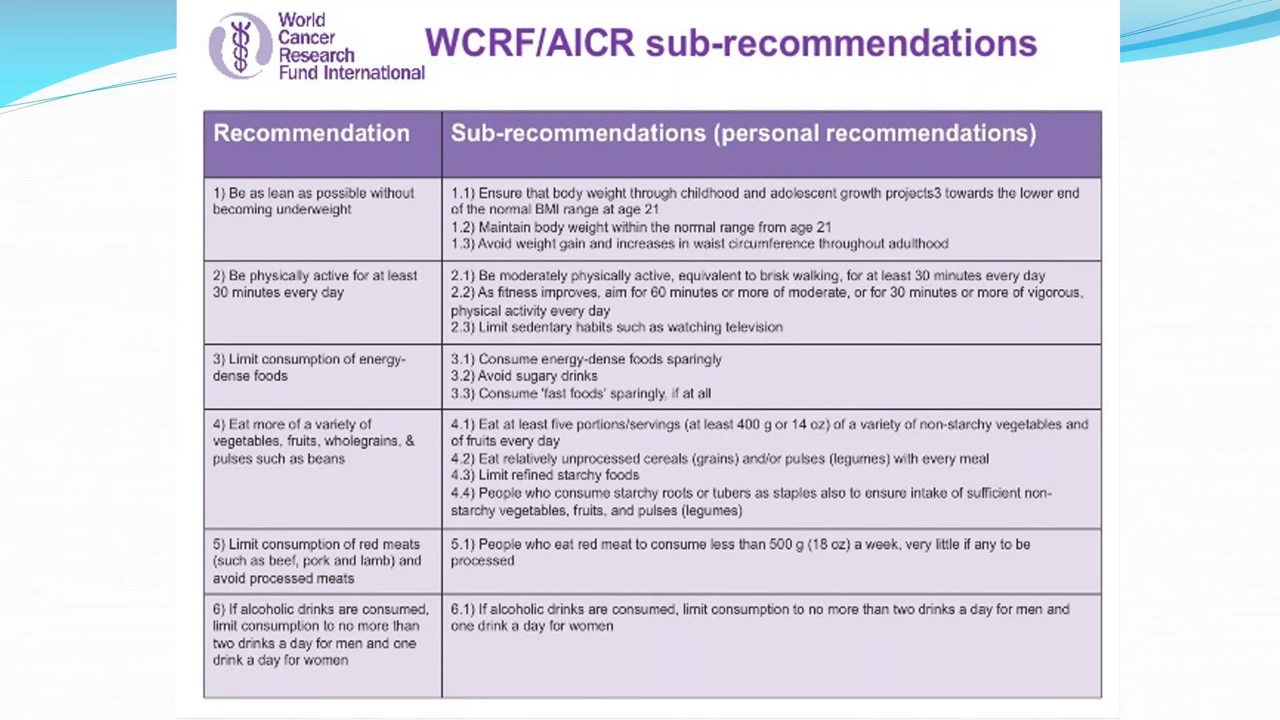 World
Cancer
Research
Fund International
WCRF/AICR sub-recommendations
Recommendation
Sub-recommendations (personal recommendations)
1) Be as lean as possible without
becoming underweight
1.1) Ensure that body weight through childhood and adolescent growth projects3 towards the lower end
of the normal BMI range at age 21
1.2) Maintain body weight within the normal range from age 21
1.3) Avoid weight gain and increases in waist circumference throughout adulthood
2) Be physically active for at least
30 minutes every day
2.1) Be moderately physically active, equivalent to brisk walking, for at least 30 minutes every day
2.2) As fitness improves, aim for 60 minutes or more of moderate, or for 30 minutes or more of vigorous,
physical activity every day
2.3) Limit sedentary habits such as watching television
3) Limit consumption of energy-
dense foods
3.1) Consume energy-dense foods sparingly
3.2) Avoid sugary drinks
3.3) Consume 'fast foods' sparingly, if at all
4) Eat more of a variety of
vegetables, fruits, wholegrains, &
pulses such as beans
4.1) Eat at least five portions/servings (at least 400 g or 14 oz) of a variety of non-starchy vegetables and
of fruits every day
4.2) Eat relatively unprocessed cereals (grains) and/or pulses (legumes) with every meal
4.3) Limit refined starchy foods
4.4) People who consume starchy roots or tubers as staples also to ensure intake of sufficient non-
starchy vegetables, fruits, and pulses (legumes)
5) Limit consumption of red meats
(such as beef, pork and lamb) and
avoid processed meats
5.1) People who eat red meat to consume less than 500 g (18 oz) a week, very little if any to be
processed
6) If alcoholic drinks are consumed,
limit consumption to no more than
two drinks a day for men and one
drink a day for women
6.1) If alcoholic drinks are consumed, limit consumption to no more than two drinks a day for men and
one drink a day for women